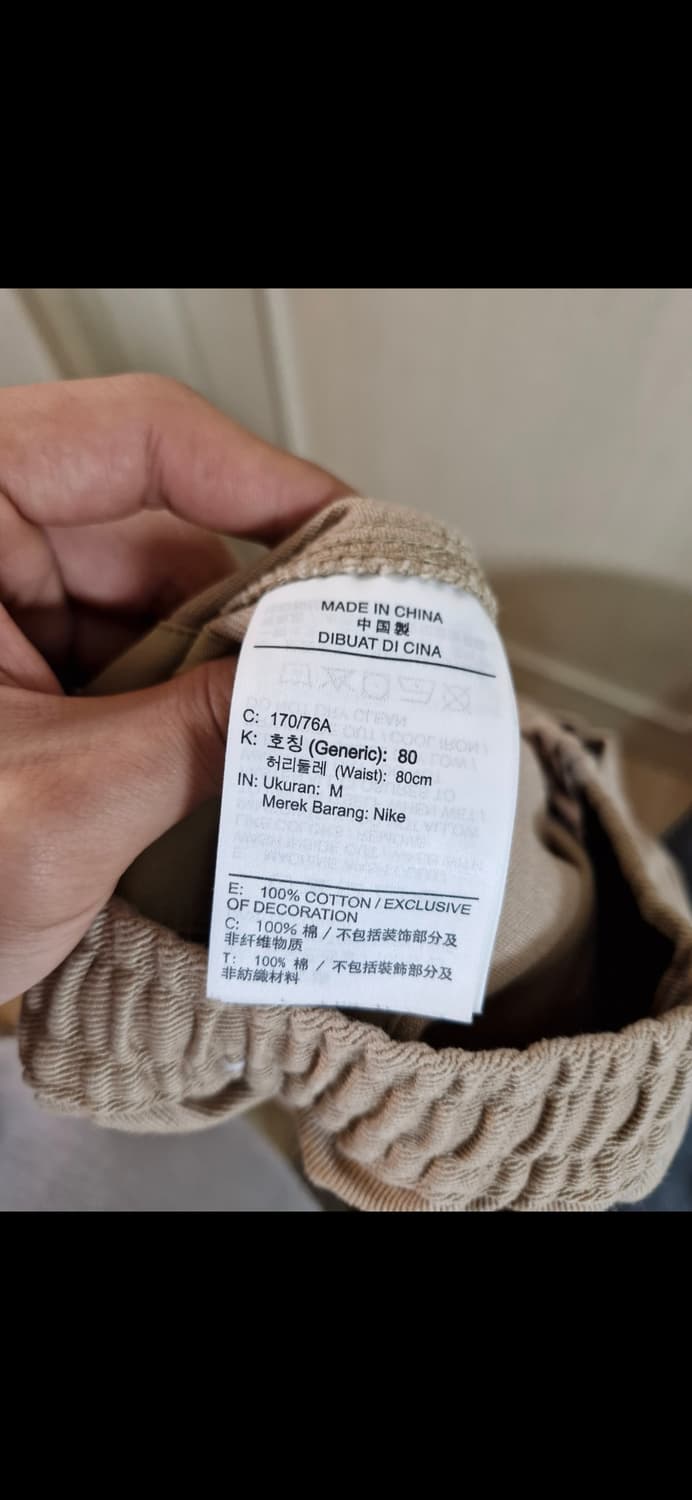 MADE IN CHINA
中国製
DIBUAT DI CINA
C: 170/76A
K: 호칭 (Generic): 80
허리둘레 (Waist): 80cm
IN: Ukuran: M
Merek Barang: Nike
E: 100% COTTON / EXCLUSIVE
OF DECORATION
C: 100% 棉 / 不包括装饰部分及
非纤维物质
T: 100% 棉 / 不包括裝飾部分及
非紡織材料